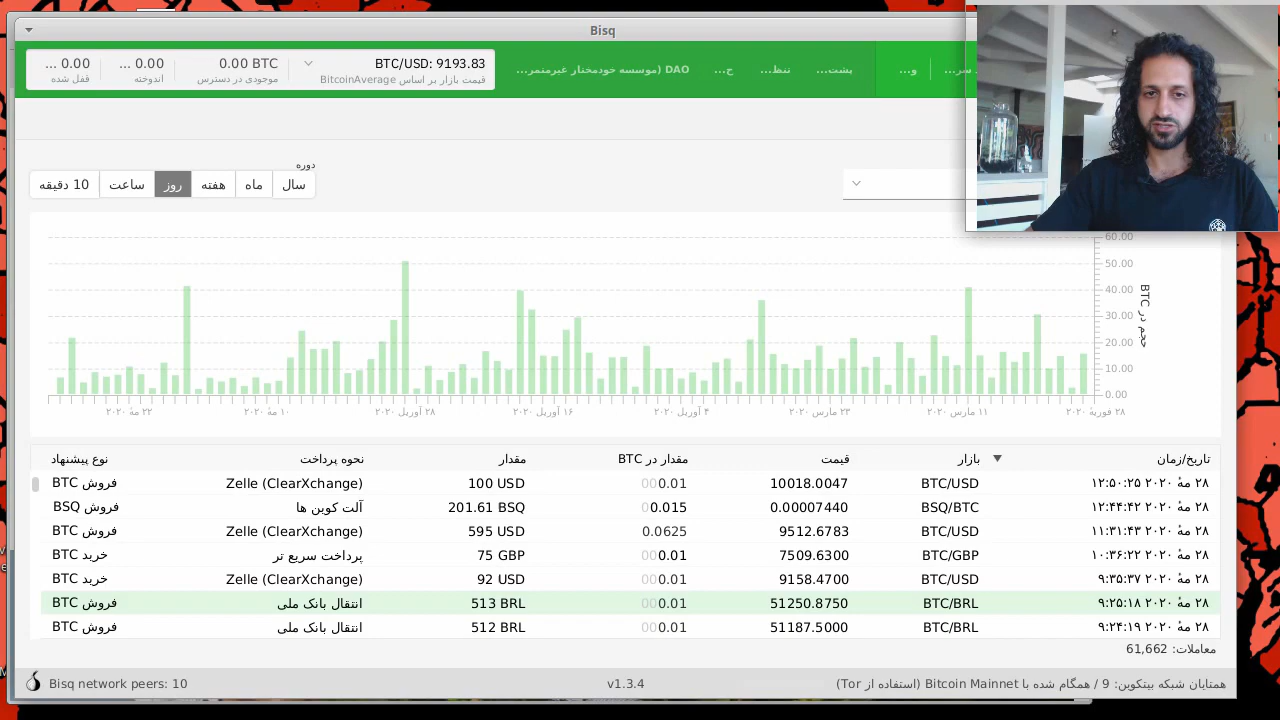 Bisq
BTC/USD: 9193.83
قیمت بازار بر اساس BitcoinAverage
0.00 BTC
موجودی در دسترس
0.00 ...
اندوخته
0.00 ...
قفل شده
سر...
و...
پشت...
تنظ...
ح...
DAO (موسسه خودمختار غیرمتمر...
دوره
سال
ماه
هفته
روز
ساعت
10 دقیقه
60.00
50.00
40.00
30.00
20.00
10.00
0.00
حجم در BTC
۲۸ فوریهٔ ۲۰۲۰
۱۱ مارس ۲۰۲۰
۲۳ مارس ۲۰۲۰
۴ آوریل ۲۰۲۰
۱۶ آوریل ۲۰۲۰
۲۸ آوریل ۲۰۲۰
۱۰ مهٔ ۲۰۲۰
۲۲ مهٔ ۲۰۲۰
تاریخ/زمان بازار قیمت مقدار در BTC مقدار نحوه پرداخت نوع پیشنهاد
۲۸ مهٔ ۲۰۲۰ ۱۲:۵۰:۲۵ BTC/USD 10018.0047 0.0100 100 USD Zelle (ClearXchange) فروش BTC
۲۸ مهٔ ۲۰۲۰ ۱۲:۴۴:۴۲ BSQ/BTC 0.00007440 0.0150 201.61 BSQ آلت کوین ها فروش BSQ
۲۸ مهٔ ۲۰۲۰ ۱۱:۳۱:۴۳ BTC/USD 9512.6783 0.0625 595 USD Zelle (ClearXchange) فروش BTC
۲۸ مهٔ ۲۰۲۰ ۱۰:۳۶:۲۲ BTC/GBP 7509.6300 0.0100 75 GBP پرداخت سریع تر خرید BTC
۲۸ مهٔ ۲۰۲۰ ۹:۳۵:۳۷ BTC/USD 9158.4700 0.0100 92 USD Zelle (ClearXchange) خرید BTC
۲۸ مهٔ ۲۰۲۰ ۹:۲۵:۱۸ BTC/BRL 51250.8750 0.0100 513 BRL انتقال بانک ملی فروش BTC
۲۸ مهٔ ۲۰۲۰ ۹:۲۴:۱۹ BTC/BRL 51187.5000 0.0100 512 BRL انتقال بانک ملی فروش BTC
معاملات: 61,662
همتایان شبکه بیتکوین: 9 / همگام شده با Bitcoin Mainnet (استفاده از Tor)
v1.3.4
Bisq network peers: 10